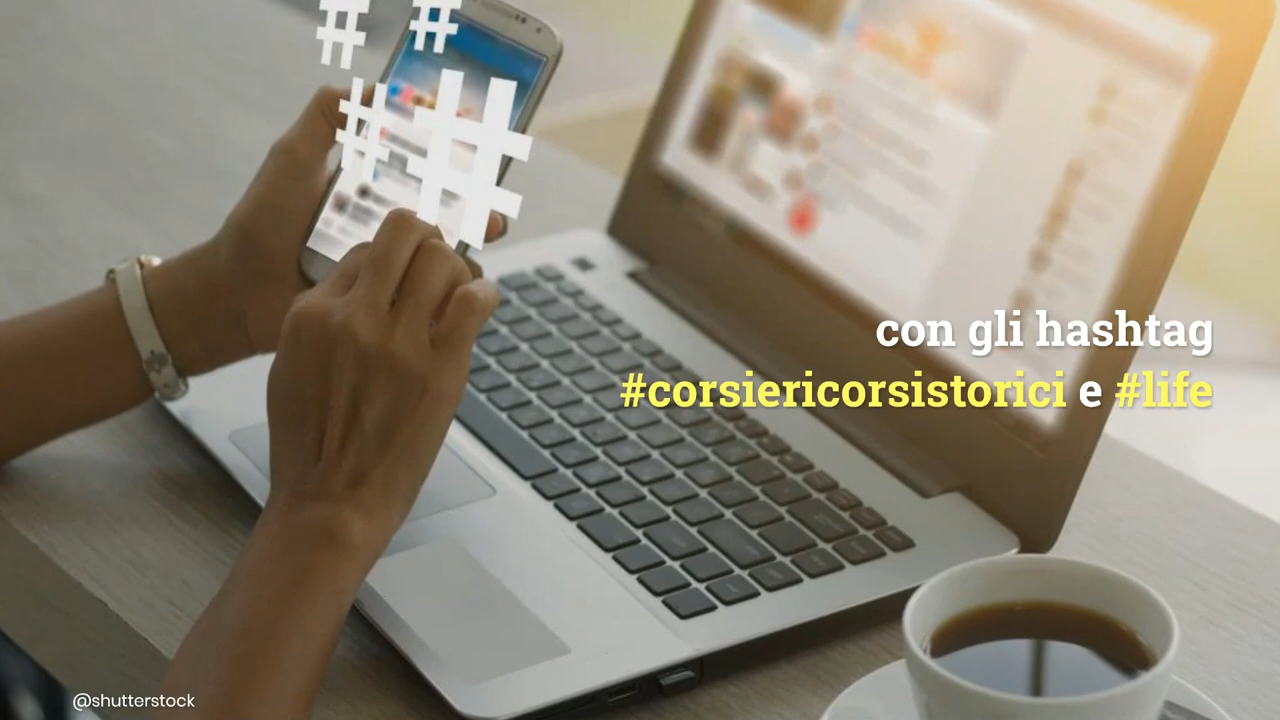 # #
# #
con gli hashtag
#corsiericorsistorici e #life
@shutterstock